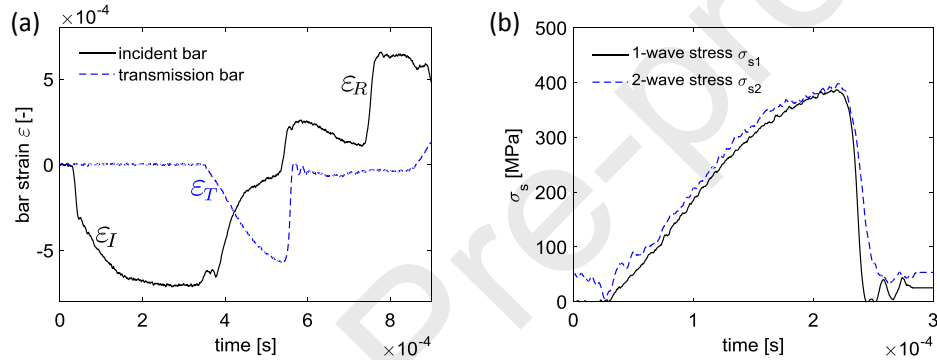 (a)
×10⁻⁴
5
0
-5
bar strain ε [-]
incident bar
transmission bar
ε_I
ε_T
ε_R
0 2 4 6 8
time [s]
×10⁻⁴
(b)
500
400
300
200
100
0
σ_s [MPa]
1-wave stress σ_s1
2-wave stress σ_s2
0 1 2 3
time [s]
×10⁻⁴
Pre-pr